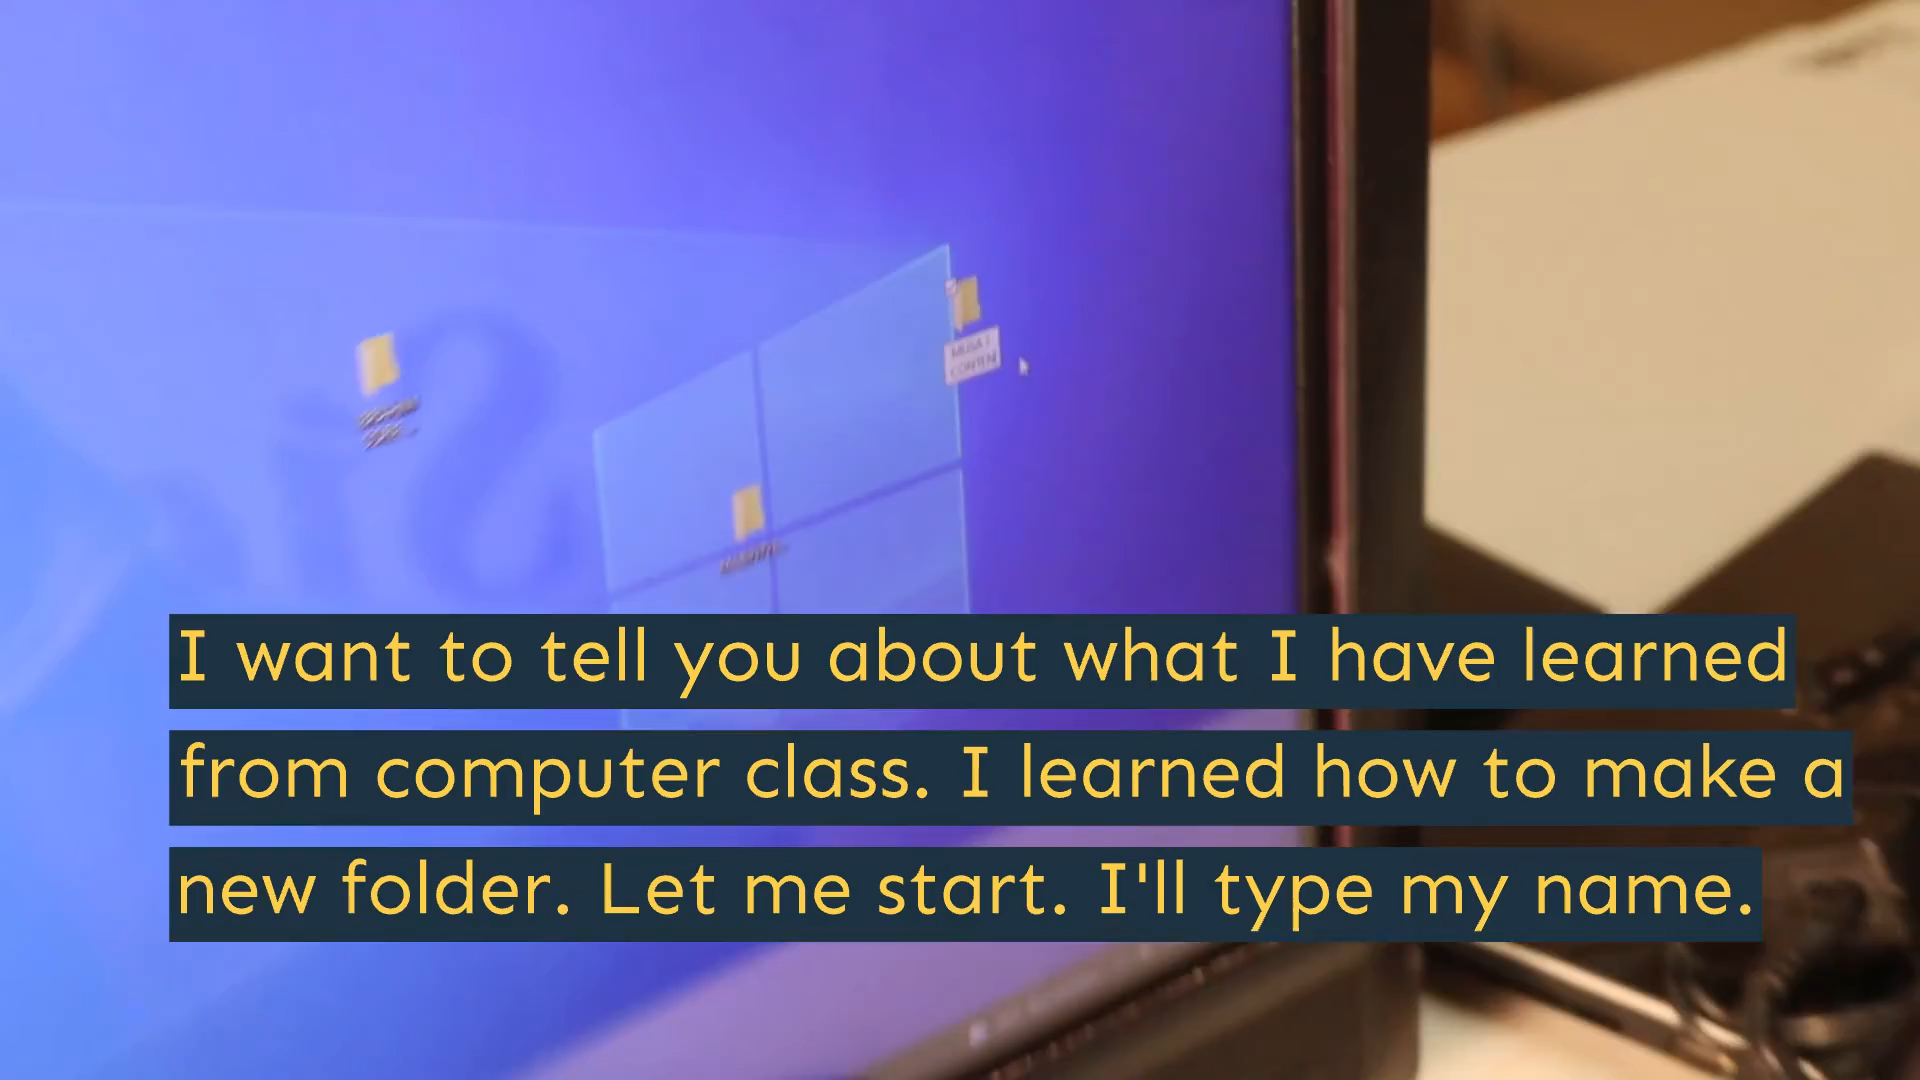 I want to tell you about what I have learned
from computer class. I learned how to make a
new folder. Let me start. I'll type my name.